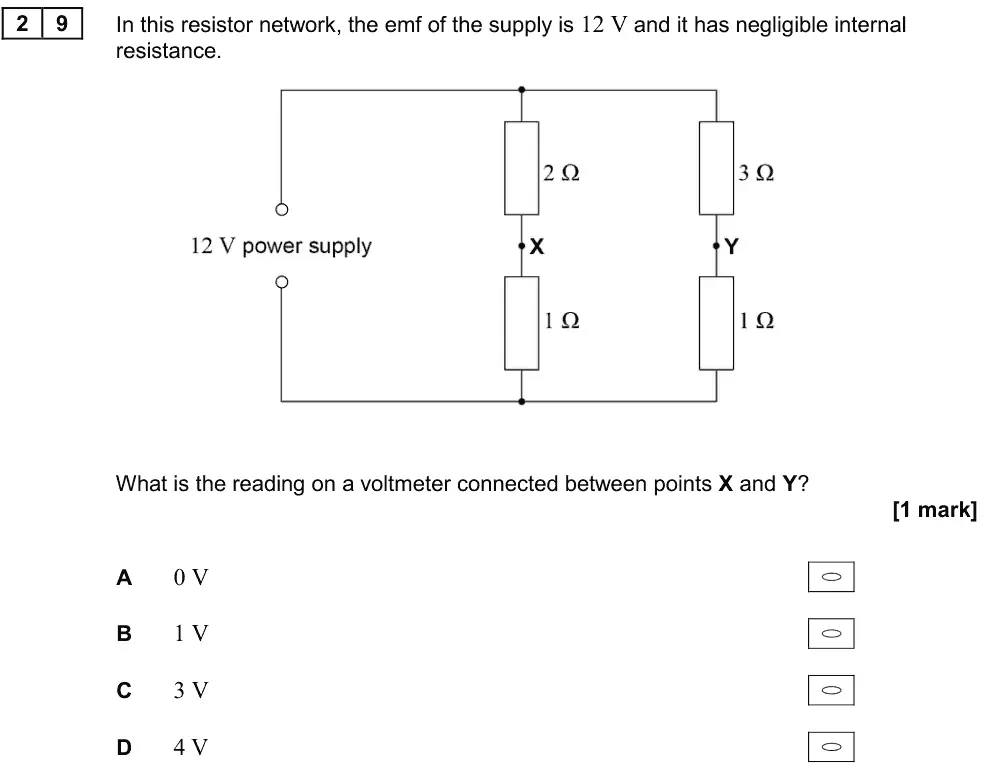 2 9 In this resistor network, the emf of the supply is 12 V and it has negligible internal
resistance.
2 Ω 3 Ω
12 V power supply X Y
1 Ω 1 Ω
What is the reading on a voltmeter connected between points X and Y?
[1 mark]
A 0 V
B 1 V
C 3 V
D 4 V